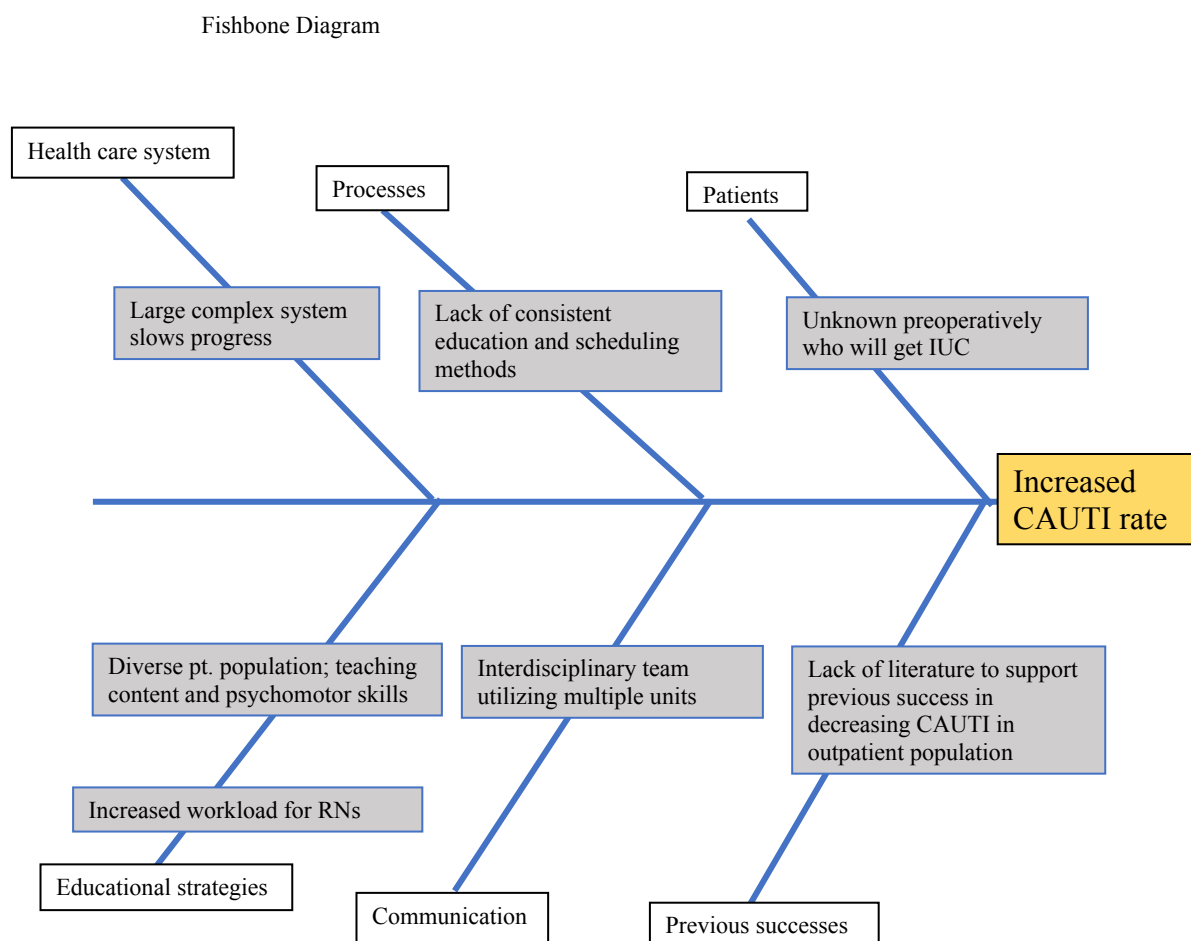 Fishbone Diagram
Health care system
Processes
Patients
Large complex system
slows progress
Lack of consistent
education and scheduling
methods
Unknown preoperatively
who will get IUC
Increased
CAUTI rate
Diverse pt. population; teaching
content and psychomotor skills
Interdisciplinary team
utilizing multiple units
Lack of literature to support
previous success in
decreasing CAUTI in
outpatient population
Increased workload for RNs
Educational strategies
Communication
Previous successes